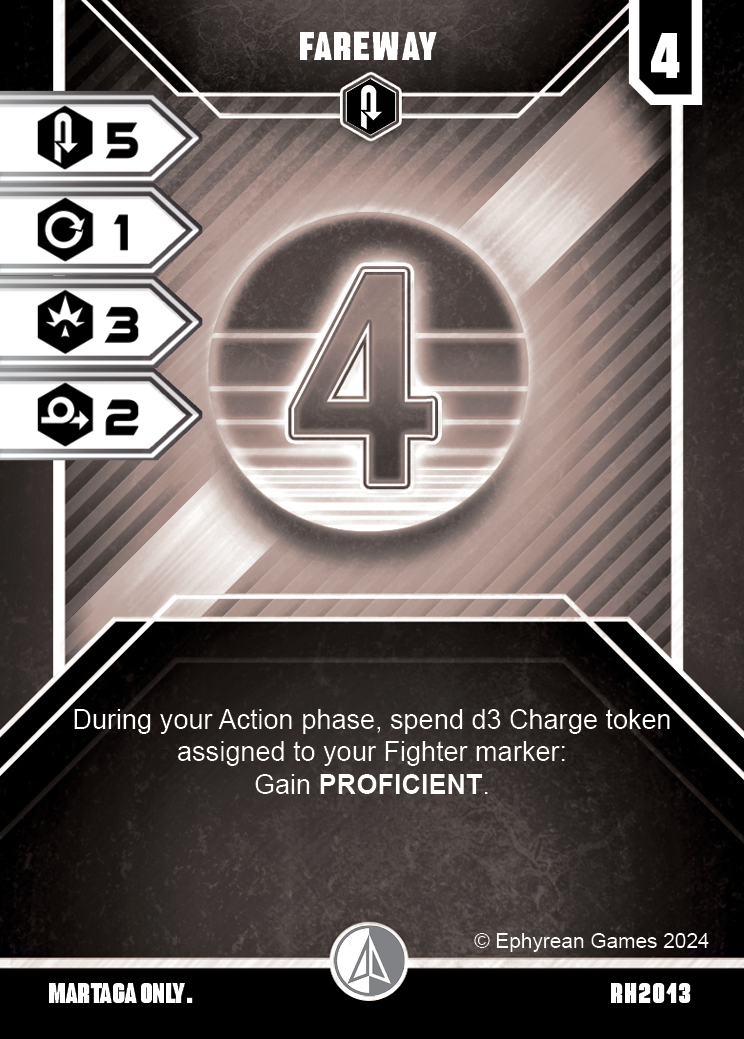 FAREWAY
4
5
1
3
2
4
During your Action phase, spend d3 Charge token
assigned to your Fighter marker:
Gain PROFICIENT.
© Ephyrean Games 2024
MARTAGA ONLY.
RH2013